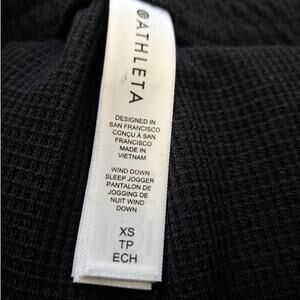 ATHLETA
DESIGNED IN
SAN FRANCISCO
CONÇU À SAN
FRANCISCO
MADE IN
VIETNAM
WIND DOWN
SLEEP JOGGER
PANTALON DE
JOGGING DE
NUIT WIND
DOWN
XS
TP
ECH